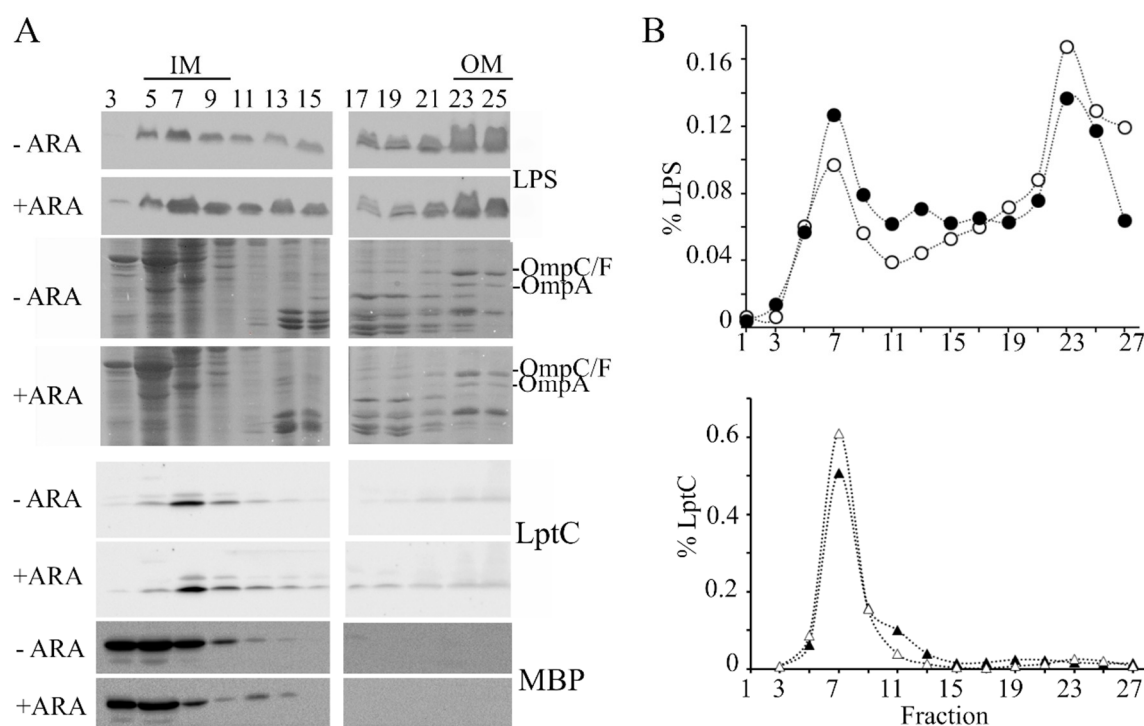 A
IM OM
3 5 7 9 11 13 15 17 19 21 23 25
- ARA
LPS
+ARA
- ARA
-OmpC/F
-OmpA
+ARA
-OmpC/F
-OmpA
- ARA
LptC
+ARA
- ARA
MBP
+ARA
B
% LPS
0.16
0.12
0.08
0.04
0
1 3 7 11 15 19 23 27
% LptC
0.6
0.4
0.2
0
1 3 7 11 15 19 23 27
Fraction